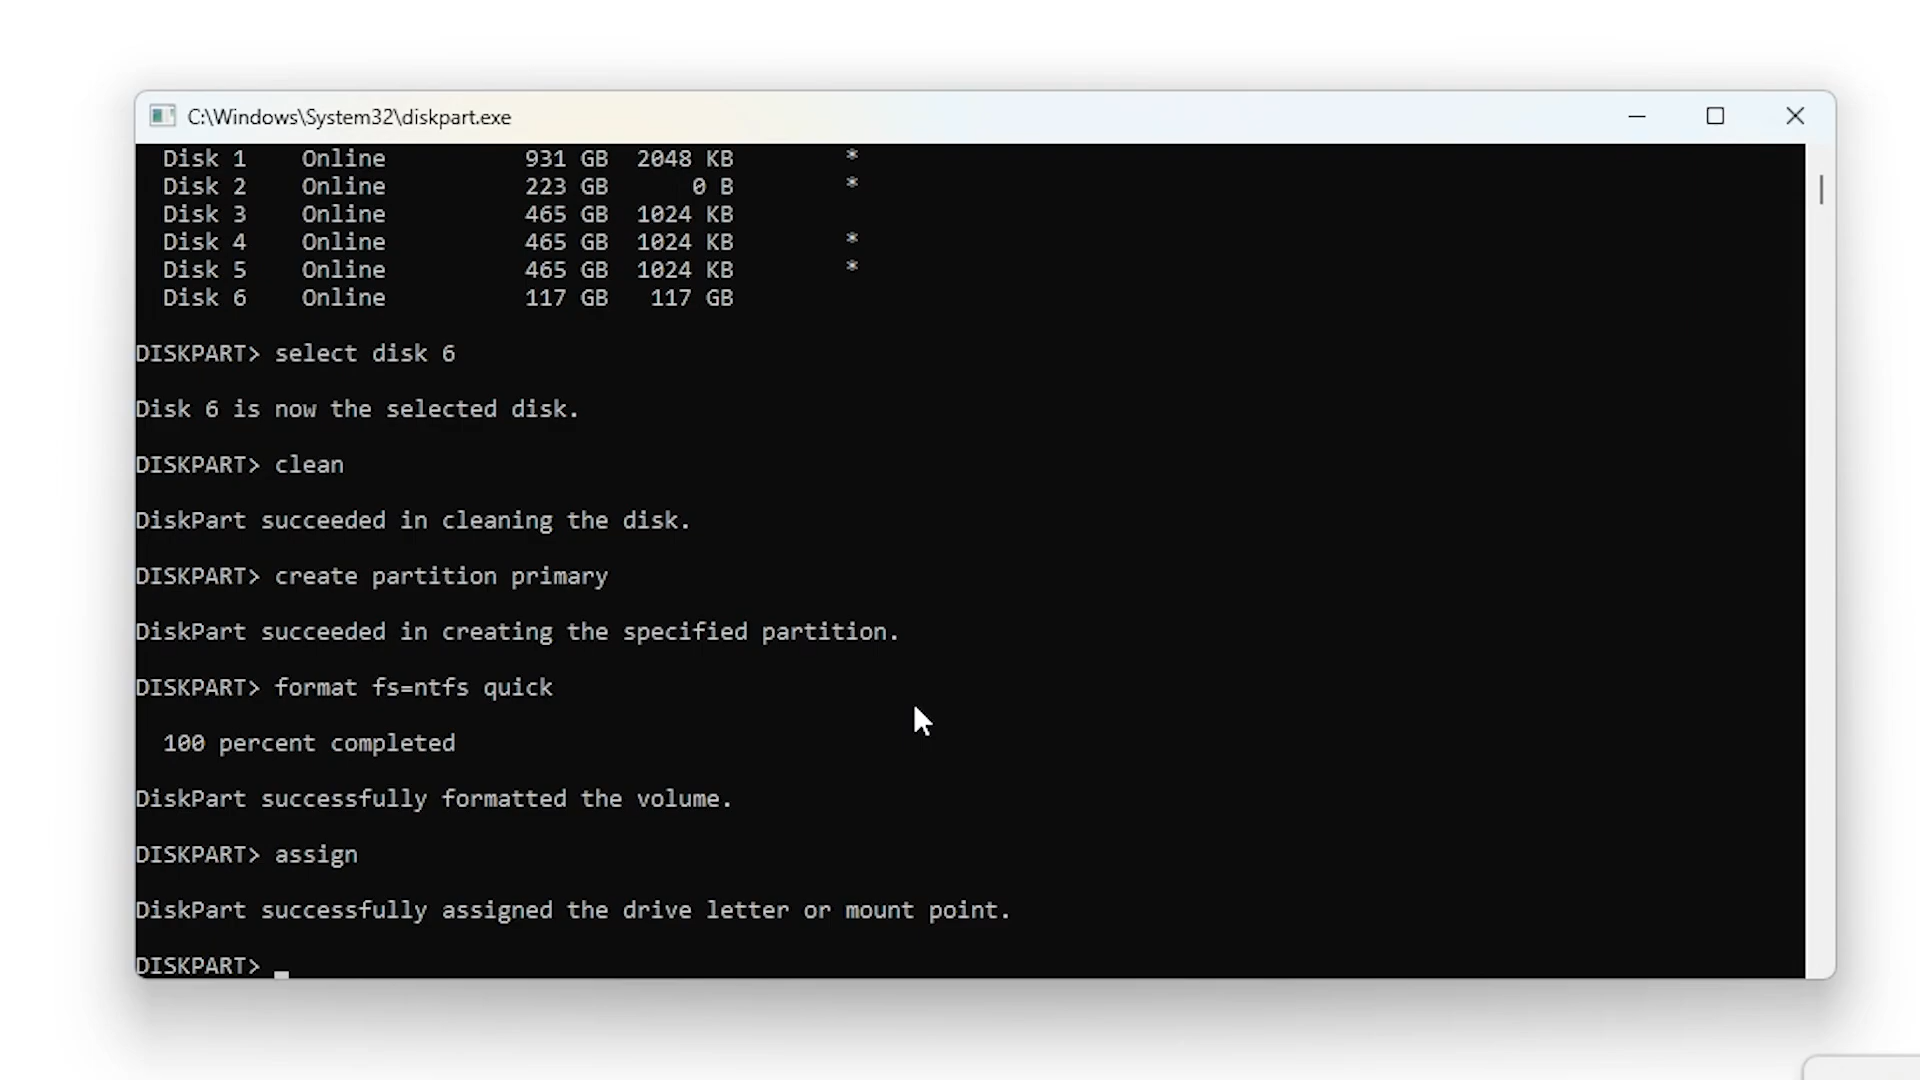 C:\Windows\System32\diskpart.exe
Disk 1    Online          931 GB  2048 KB        *
Disk 2    Online          223 GB      0 B        *
Disk 3    Online          465 GB  1024 KB
Disk 4    Online          465 GB  1024 KB        *
Disk 5    Online          465 GB  1024 KB        *
Disk 6    Online          117 GB   117 GB
DISKPART> select disk 6
Disk 6 is now the selected disk.
DISKPART> clean
DiskPart succeeded in cleaning the disk.
DISKPART> create partition primary
DiskPart succeeded in creating the specified partition.
DISKPART> format fs=ntfs quick
100 percent completed
DiskPart successfully formatted the volume.
DISKPART> assign
DiskPart successfully assigned the drive letter or mount point.
DISKPART>